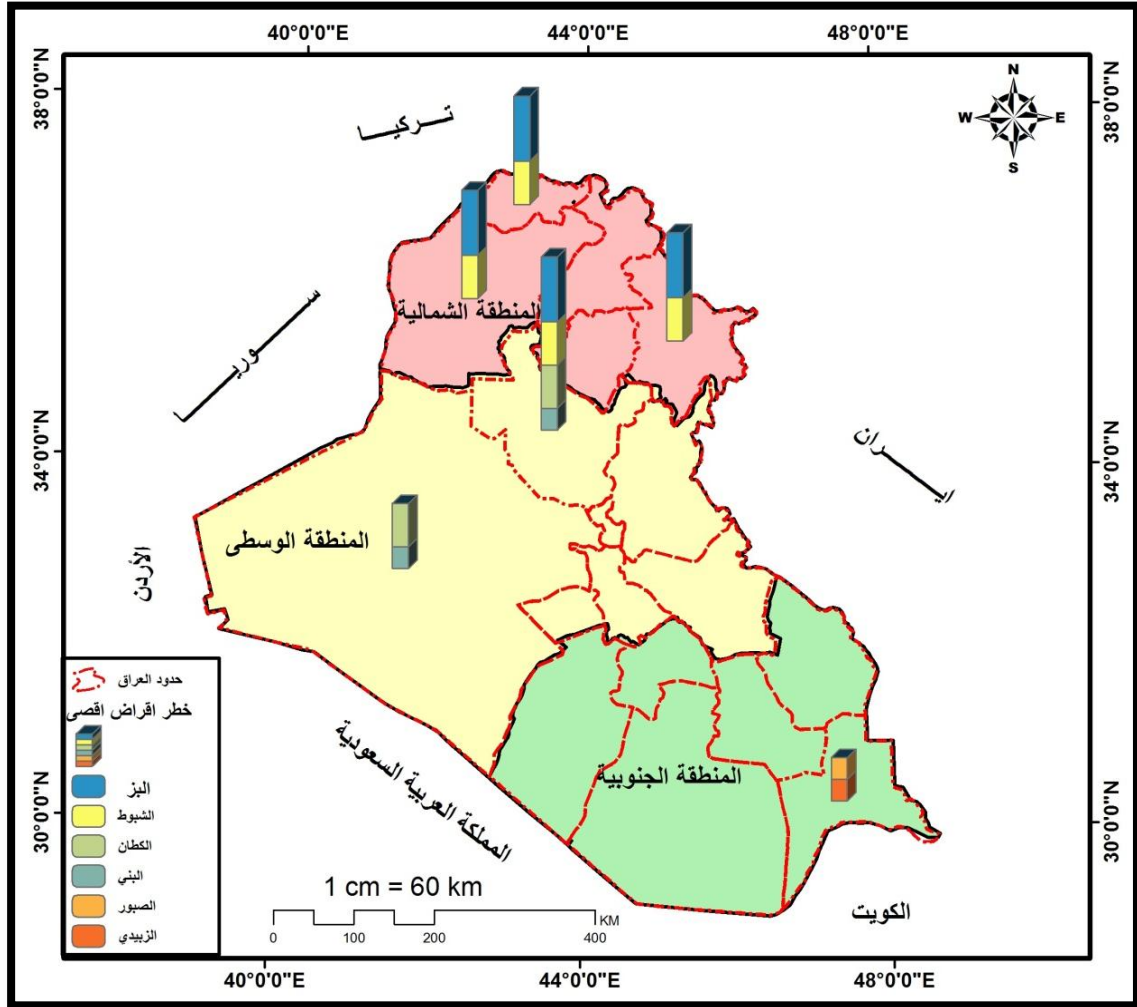 40°0'0"E 44°0'0"E 48°0'0"E
38°0'0"N
38°0'0"N
N
W E
S
تــركيــــا
ســــوريـــــا
المنطقة الشمالية
34°0'0"N
34°0'0"N
ايــــران
المنطقة الوسطى
الأردن
المملكة العربية السعودية
المنطقة الجنوبية
30°0'0"N
30°0'0"N
الكويت
حدود العراق
خطر اقراض اقصى
البز
الشبوط
الكطان
البني
الصبور
الزبيدي
1 cm = 60 km
KM
0 100 200 400
40°0'0"E 44°0'0"E 48°0'0"E